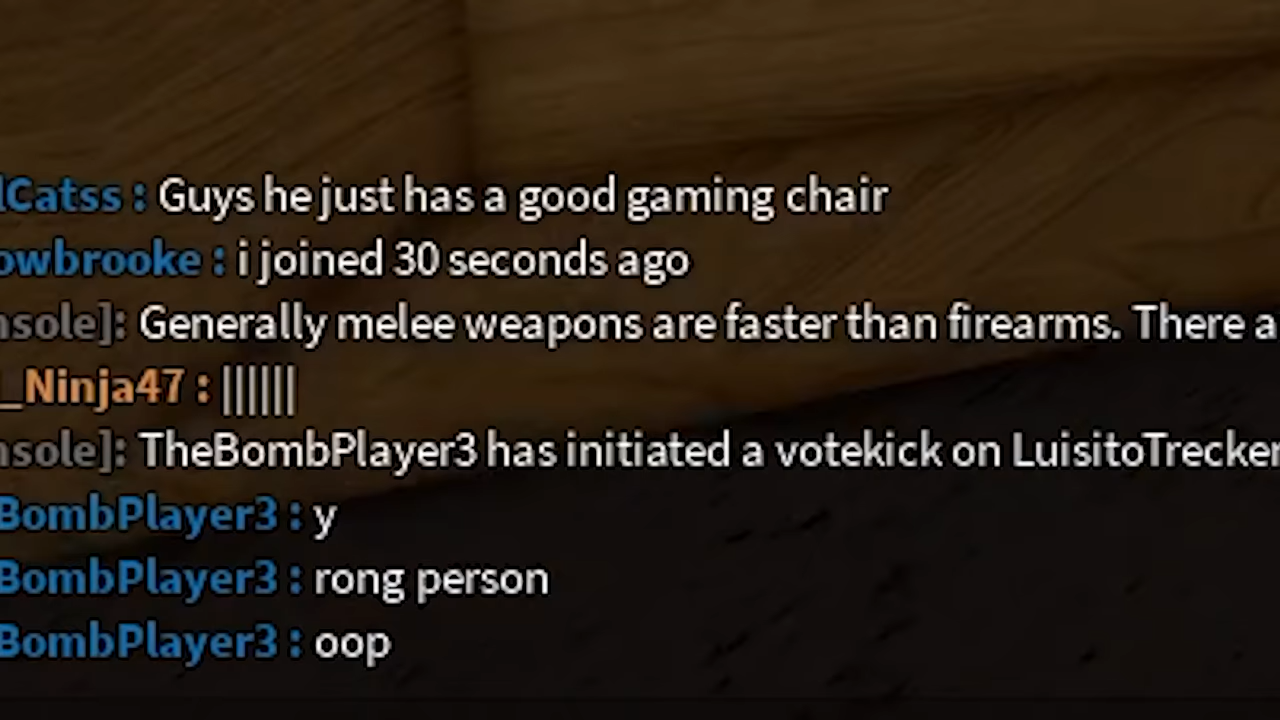 lCatss : Guys he just has a good gaming chair
owbrooke : i joined 30 seconds ago
nsole]: Generally melee weapons are faster than firearms. There a
_Ninja47 : ||||||
nsole]: TheBombPlayer3 has initiated a votekick on LuisitoTrecker
BombPlayer3 : y
BombPlayer3 : rong person
BombPlayer3 : oop